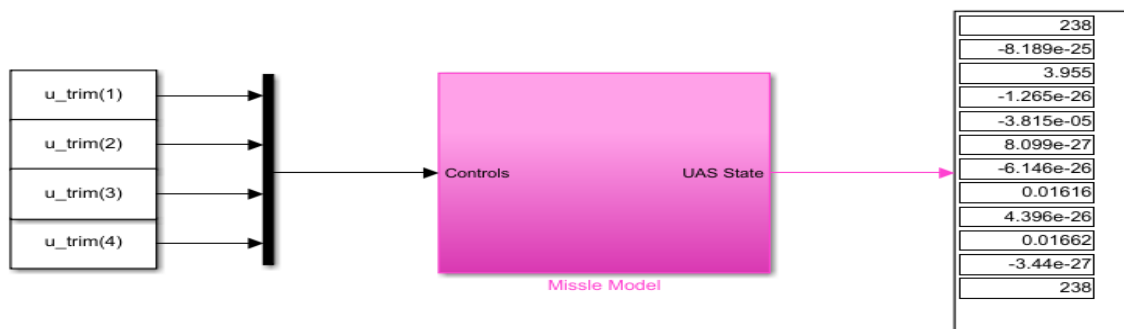 u_trim(1)
u_trim(2)
u_trim(3)
u_trim(4)
Controls
UAS State
Missle Model
238
-8.189e-25
3.955
-1.265e-26
-3.815e-05
8.099e-27
-6.146e-26
0.01616
4.396e-26
0.01662
-3.44e-27
238